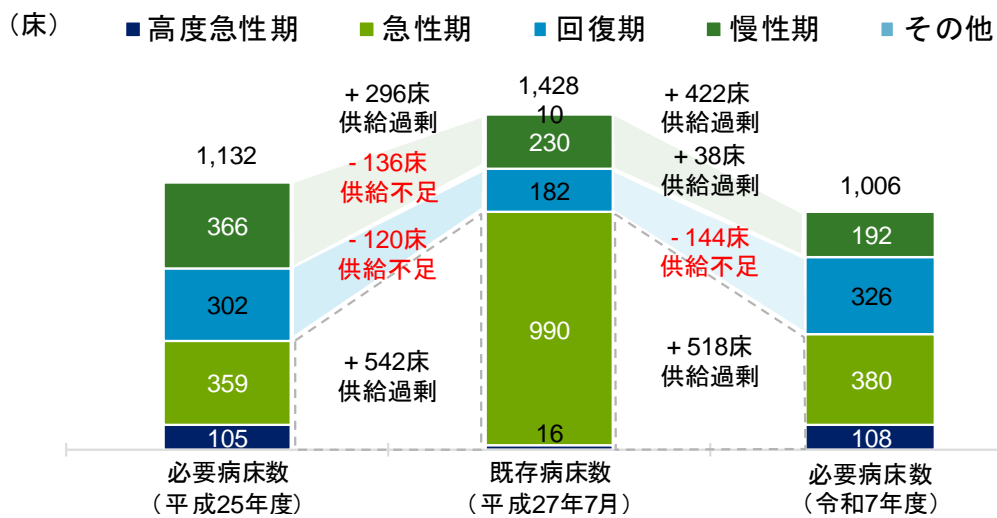 (床) ■高度急性期 ■急性期 ■回復期 ■慢性期 ■その他
1,132
366
302
359
105
+296床
供給過剰
-136床
供給不足
-120床
供給不足
+542床
供給過剰
1,428
10
230
182
990
16
+422床
供給過剰
+38床
供給過剰
-144床
供給不足
+518床
供給過剰
1,006
192
326
380
108
必要病床数
(平成25年度)
既存病床数
(平成27年7月)
必要病床数
(令和7年度)